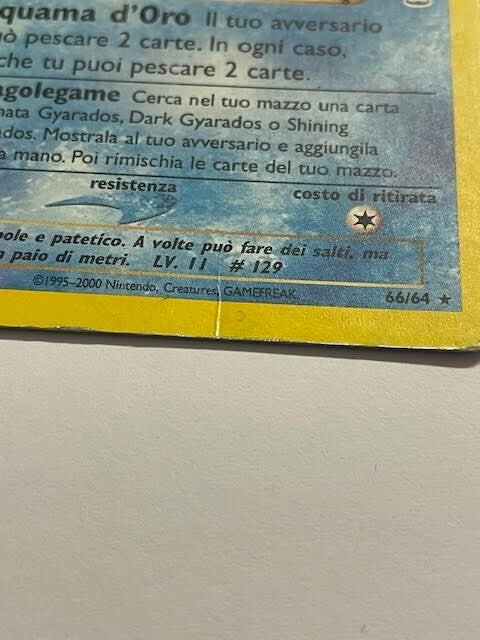 quama d'Oro Il tuo avversario
ò pescare 2 carte. In ogni caso,
che tu puoi pescare 2 carte.
agolegame Cerca nel tuo mazzo una carta
nata Gyarados, Dark Gyarados o Shining
ados. Mostrala al tuo avversario e aggiungila
a mano. Poi rimischia le carte del tuo mazzo.
resistenza costo di ritirata
bole e patetico. A volte può fare dei salti, ma
n paio di metri. LV. 11 # 129
©1995–2000 Nintendo, Creatures, GAMEFREAK.
66/64 ★